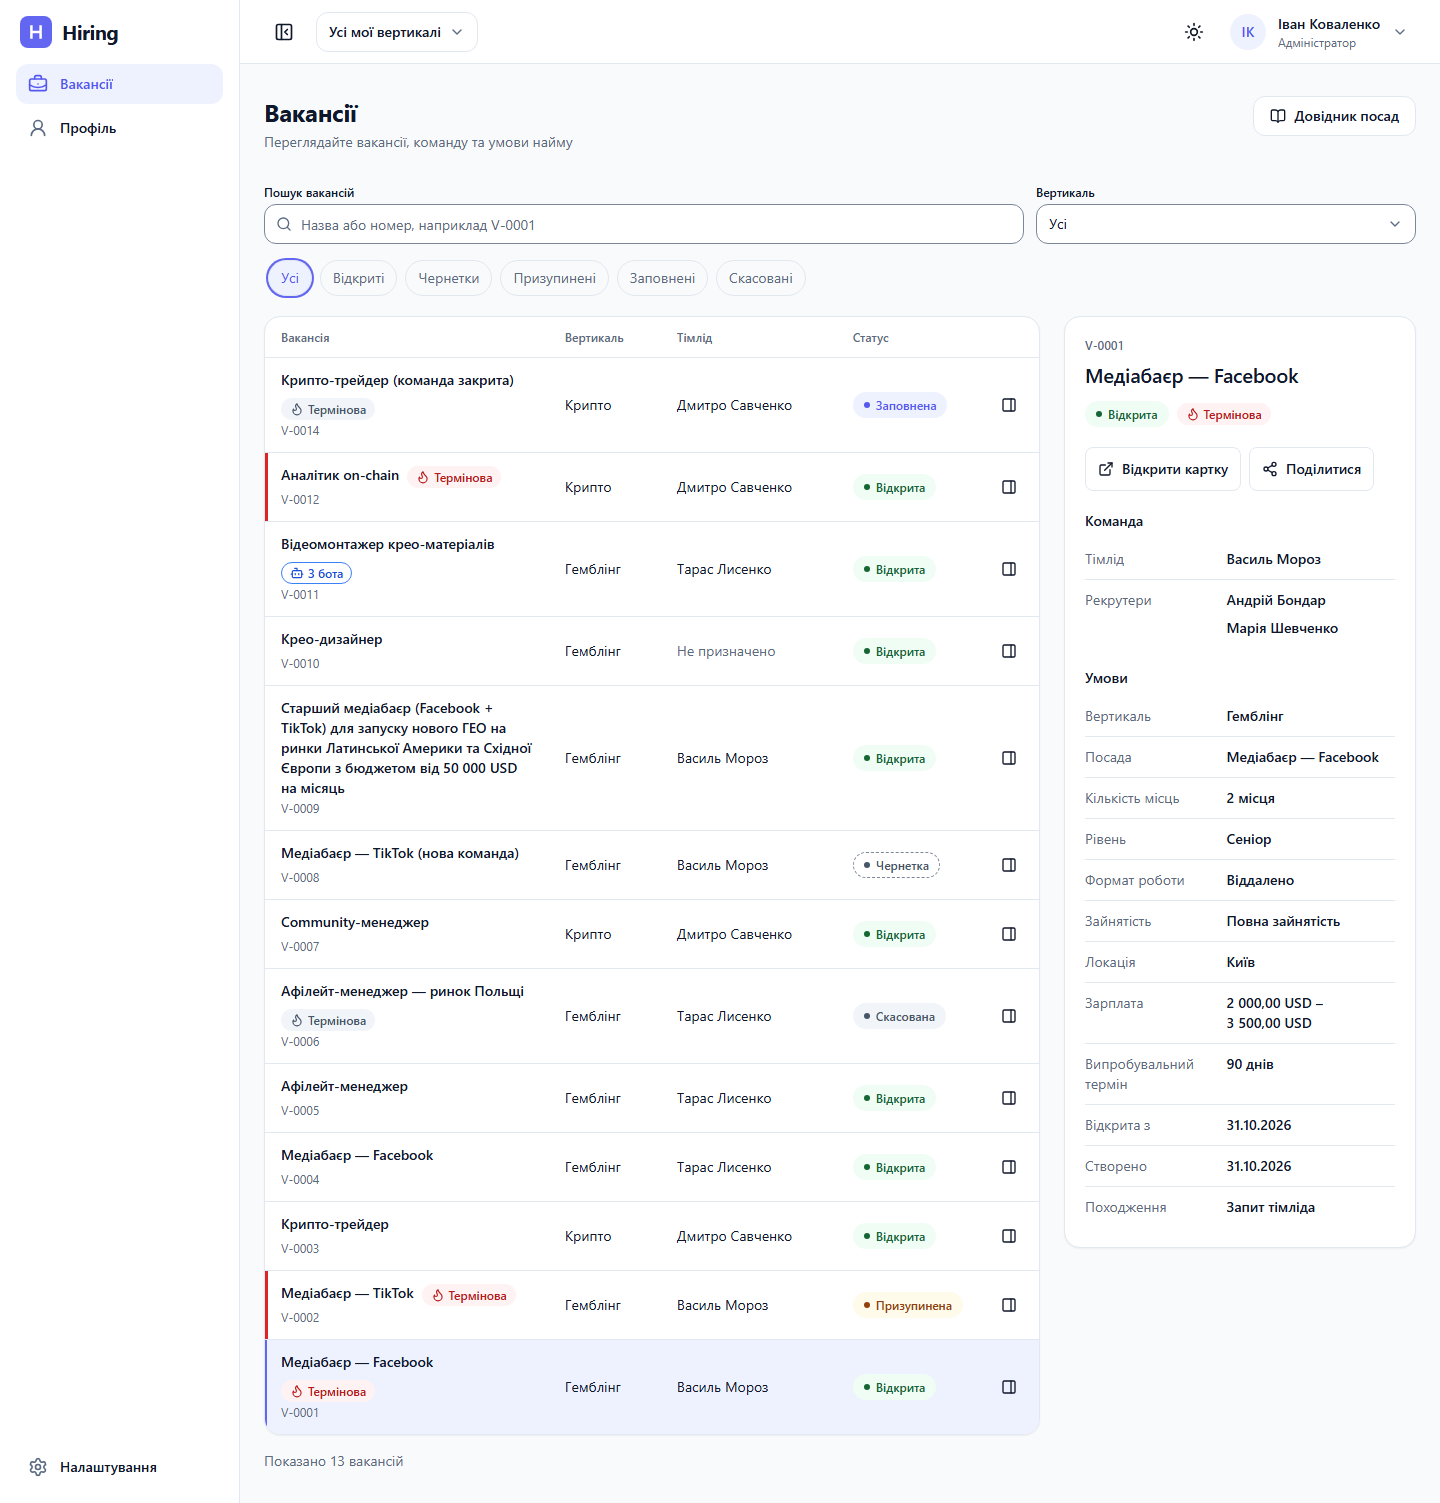 H Hiring
Вакансії
Профіль
Налаштування
Усі мої вертикалі
ІК
Іван Коваленко
Адміністратор
Вакансії
Переглядайте вакансії, команду та умови найму
Довідник посад
Пошук вакансій
Назва або номер, наприклад V-0001
Вертикаль
Усі
Усі Відкриті Чернетки Призупинені Заповнені Скасовані
Вакансія Вертикаль Тімлід Статус
Крипто-трейдер (команда закрита)
Термінова
V-0014
Крипто Дмитро Савченко Заповнена
Аналітик on-chain Термінова
V-0012
Крипто Дмитро Савченко Відкрита
Відеомонтажер крео-матеріалів
З бота
V-0011
Гемблінг Тарас Лисенко Відкрита
Крео-дизайнер
V-0010
Гемблінг Не призначено Відкрита
Старший медіабаєр (Facebook +
TikTok) для запуску нового ГЕО на
ринки Латинської Америки та Східної
Європи з бюджетом від 50 000 USD
на місяць
V-0009
Гемблінг Василь Мороз Відкрита
Медіабаєр — TikTok (нова команда)
V-0008
Гемблінг Василь Мороз Чернетка
Community-менеджер
V-0007
Крипто Дмитро Савченко Відкрита
Афілейт-менеджер — ринок Польщі
Термінова
V-0006
Гемблінг Тарас Лисенко Скасована
Афілейт-менеджер
V-0005
Гемблінг Тарас Лисенко Відкрита
Медіабаєр — Facebook
V-0004
Гемблінг Тарас Лисенко Відкрита
Крипто-трейдер
V-0003
Крипто Дмитро Савченко Відкрита
Медіабаєр — TikTok Термінова
V-0002
Гемблінг Василь Мороз Призупинена
Медіабаєр — Facebook
Термінова
V-0001
Гемблінг Василь Мороз Відкрита
Показано 13 вакансій
V-0001
Медіабаєр — Facebook
Відкрита Термінова
Відкрити картку Поділитися
Команда
Тімлід Василь Мороз
Рекрутери Андрій Бондар
Марія Шевченко
Умови
Вертикаль Гемблінг
Посада Медіабаєр — Facebook
Кількість місць 2 місця
Рівень Сеніор
Формат роботи Віддалено
Зайнятість Повна зайнятість
Локація Київ
Зарплата 2 000,00 USD –
3 500,00 USD
Випробувальний 90 днів
термін
Відкрита з 31.10.2026
Створено 31.10.2026
Походження Запит тімліда